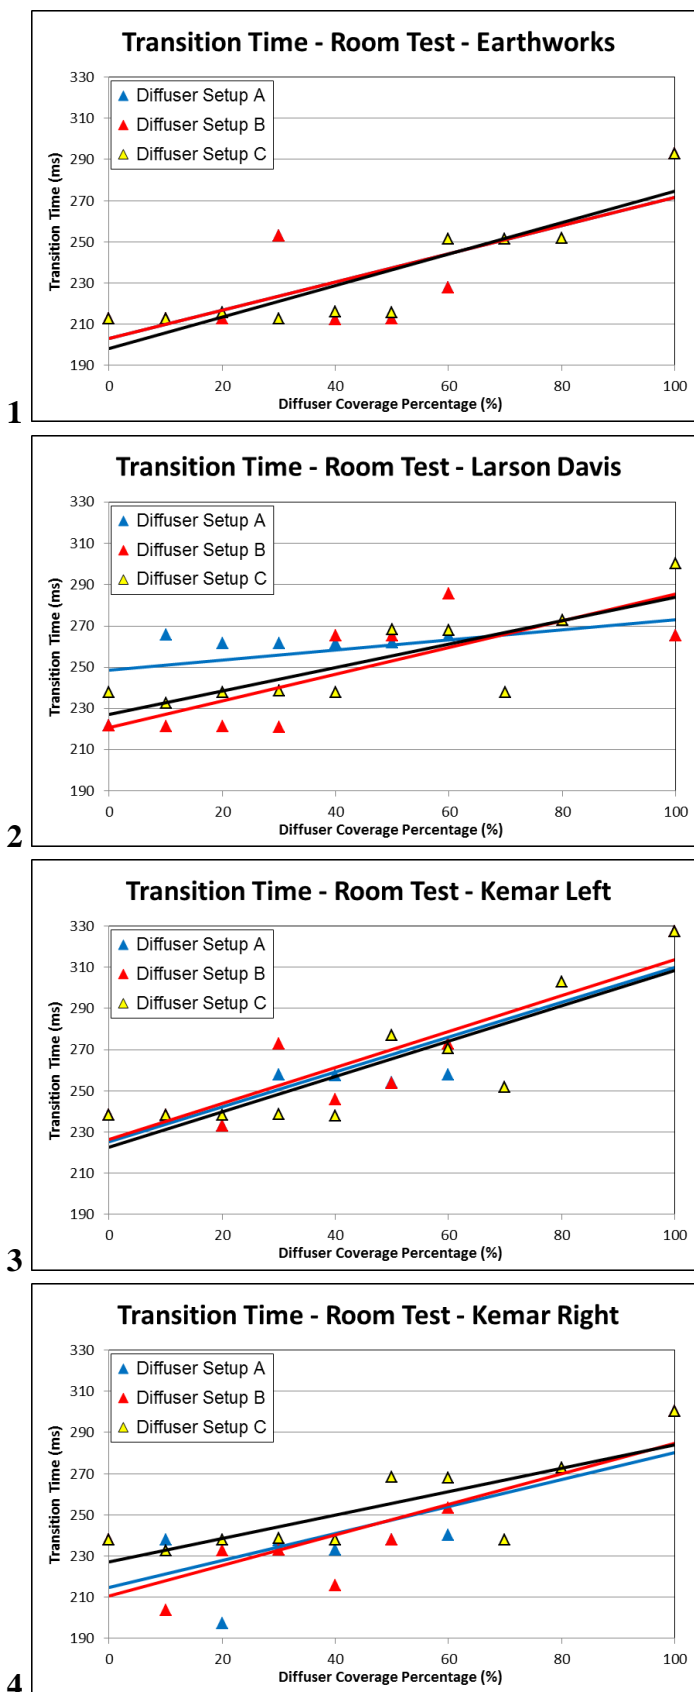 Transition Time - Room Test - Earthworks
330
310
290
270
250
230
210
190
Transition Time (ms)
Diffuser Setup A
Diffuser Setup B
Diffuser Setup C
0 20 40 60 80 100
Diffuser Coverage Percentage (%)
1
Transition Time - Room Test - Larson Davis
330
310
290
270
250
230
210
190
Transition Time (ms)
Diffuser Setup A
Diffuser Setup B
Diffuser Setup C
0 20 40 60 80 100
Diffuser Coverage Percentage (%)
2
Transition Time - Room Test - Kemar Left
330
310
290
270
250
230
210
190
Transition Time (ms)
Diffuser Setup A
Diffuser Setup B
Diffuser Setup C
0 20 40 60 80 100
Diffuser Coverage Percentage (%)
3
Transition Time - Room Test - Kemar Right
330
310
290
270
250
230
210
190
Transition Time (ms)
Diffuser Setup A
Diffuser Setup B
Diffuser Setup C
0 20 40 60 80 100
Diffuser Coverage Percentage (%)
4